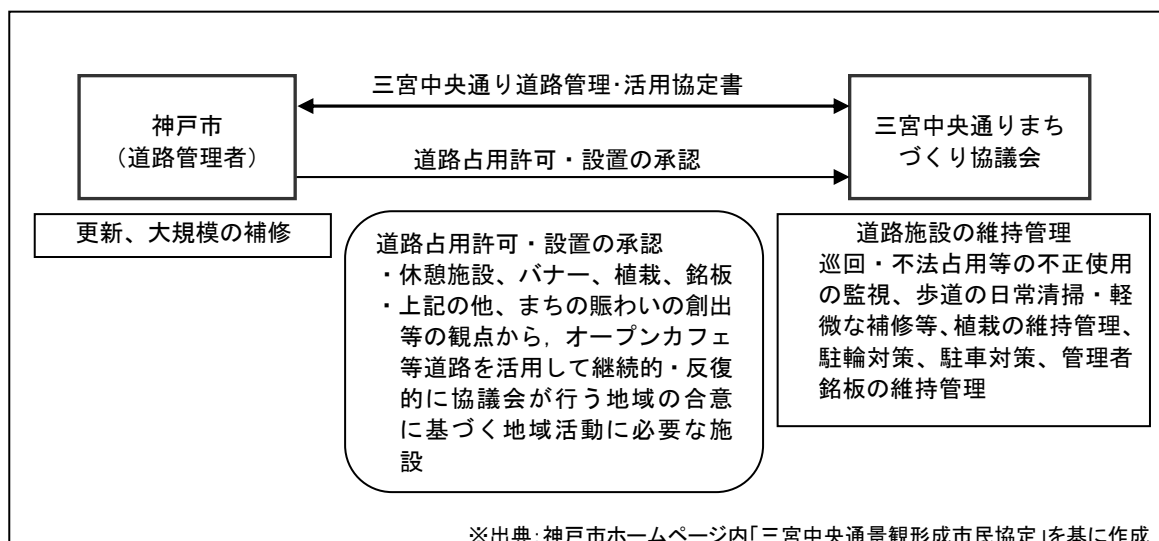 三宮中央通り道路管理･活用協定書
神戸市
（道路管理者）
三宮中央通りまち
づくり協議会
道路占用許可・設置の承認
更新、大規模の補修
道路占用許可・設置の承認
・休憩施設、バナー、植栽、銘板
・上記の他、まちの賑わいの創出
等の観点から，オープンカフェ
等道路を活用して継続的・反復
的に協議会が行う地域の合意
に基づく地域活動に必要な施
設
道路施設の維持管理
巡回・不法占用等の不正使用
の監視、歩道の日常清掃・軽
微な補修等、植栽の維持管理、
駐輪対策、駐車対策、管理者
銘板の維持管理
※出典：神戸市ホームページ内「三宮中央通景観形成市民協定」を基に作成